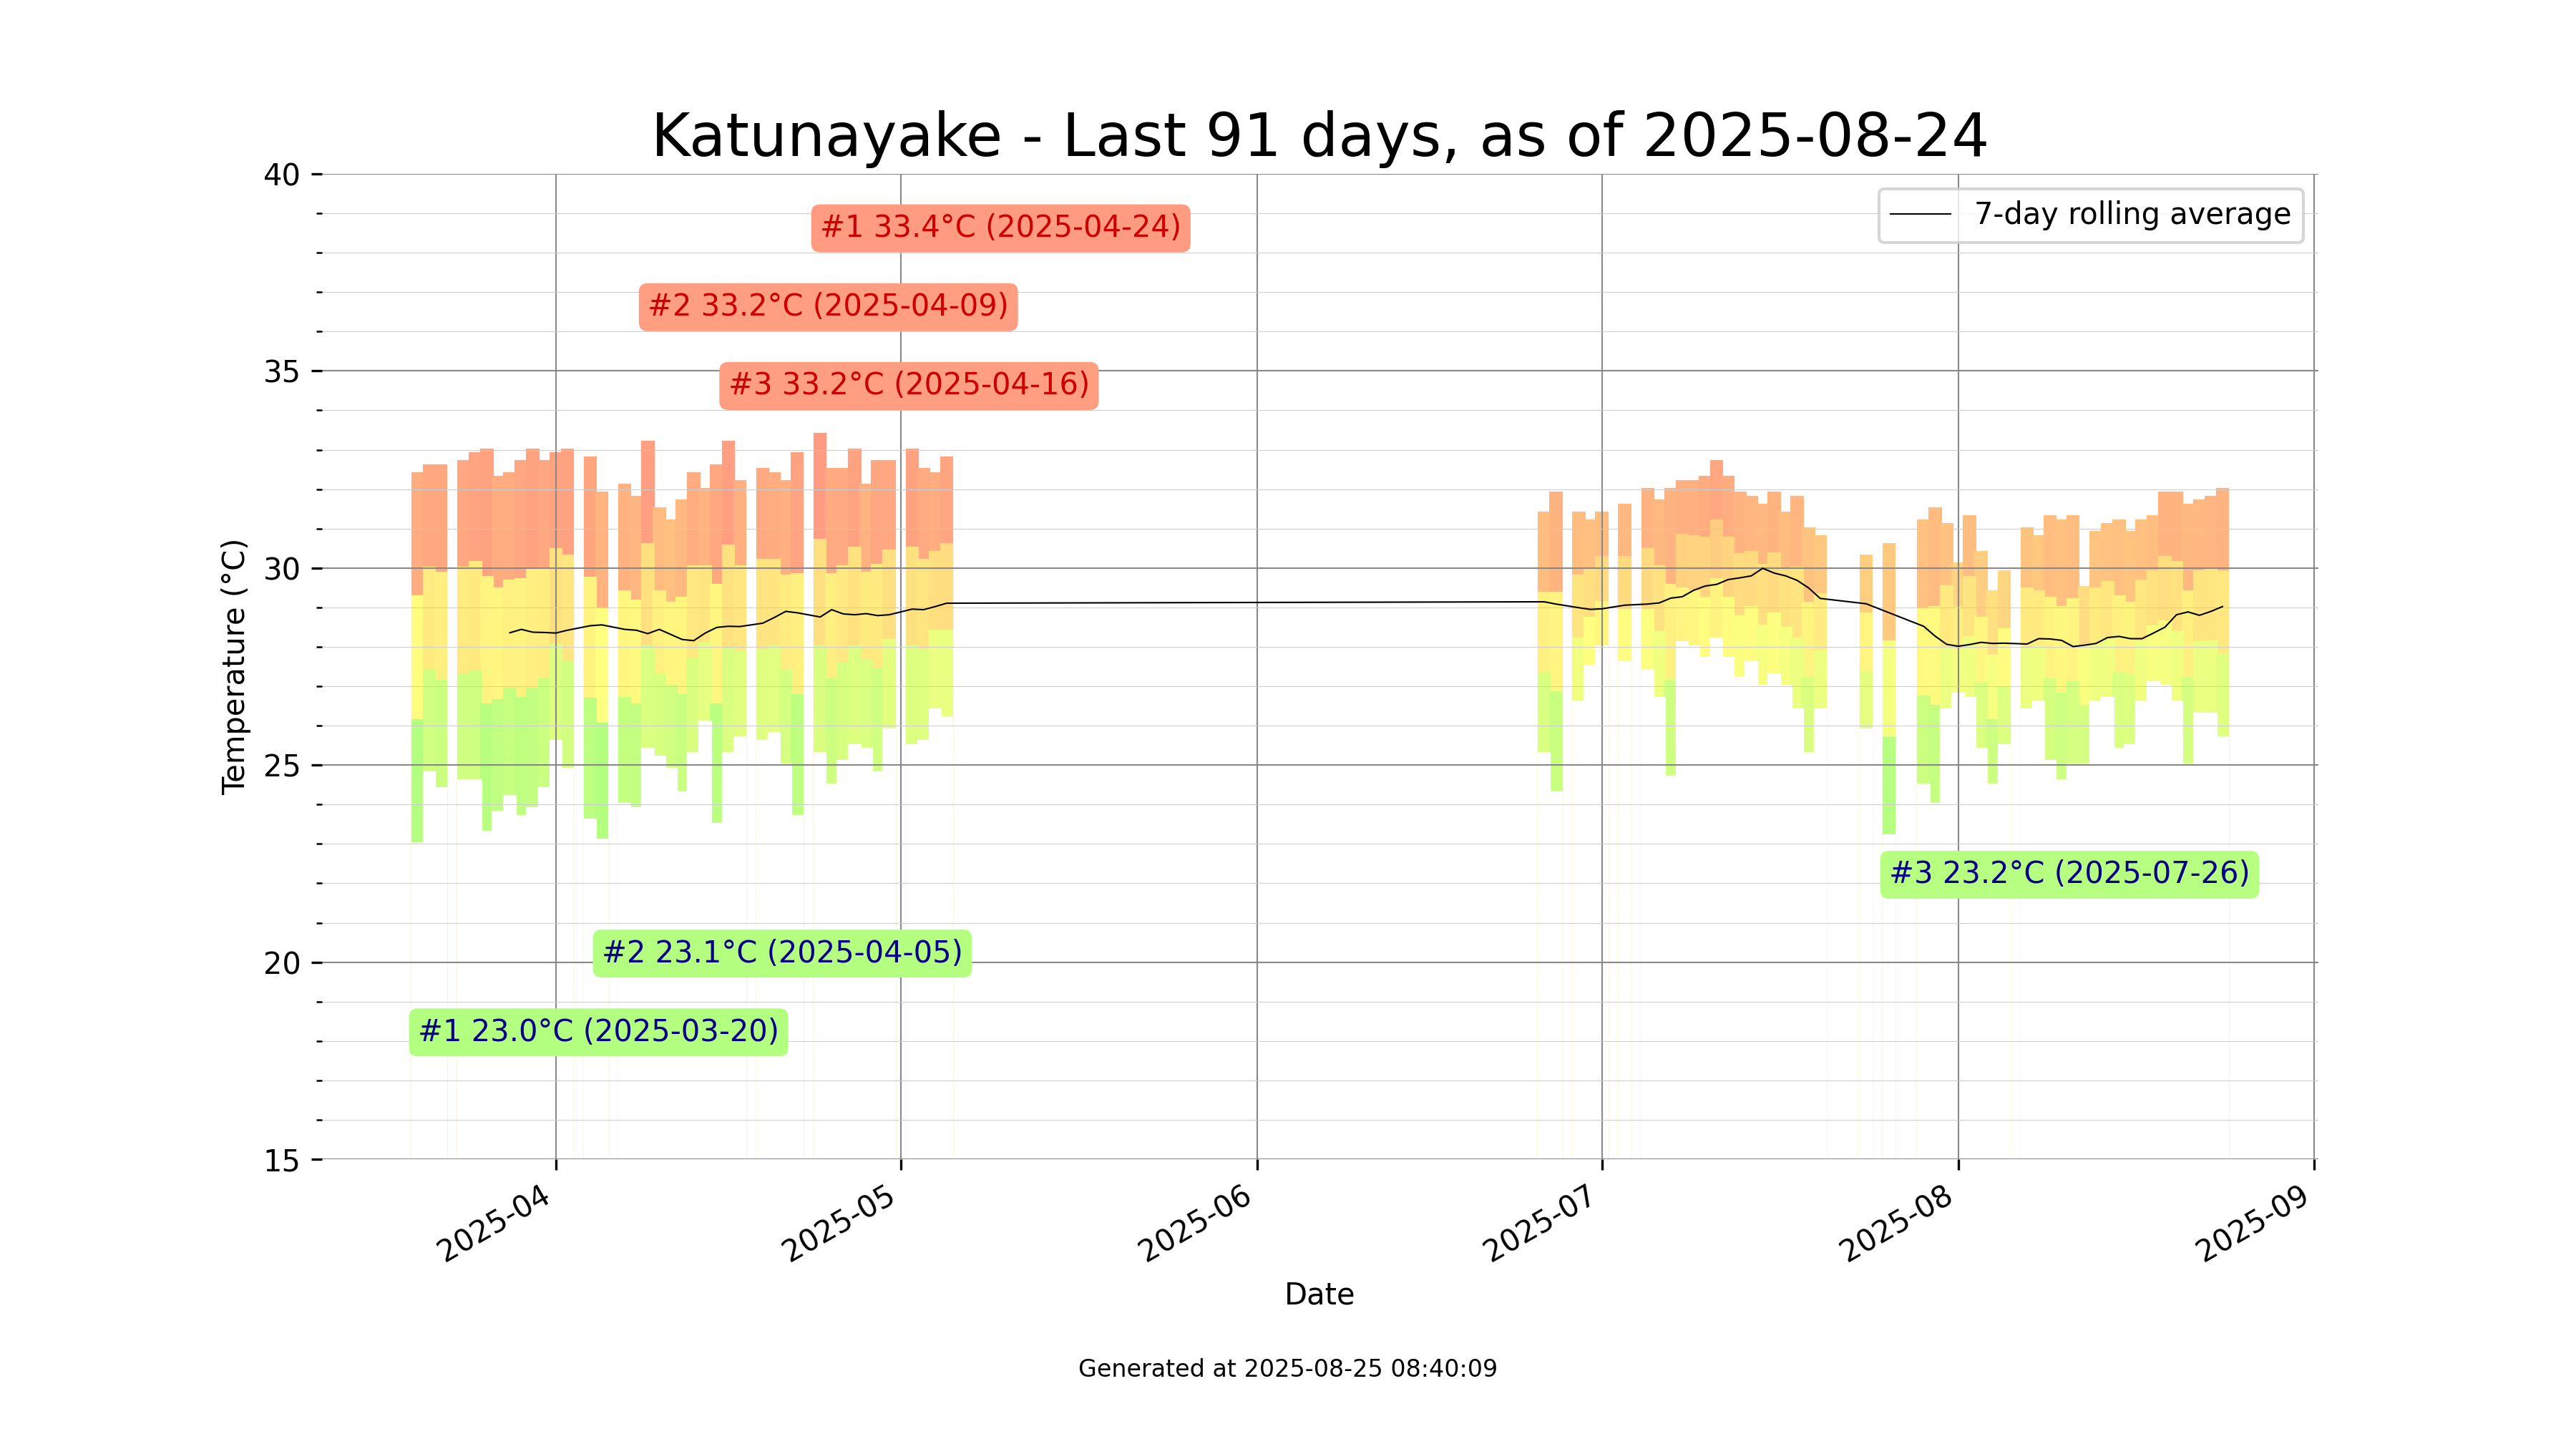 Katunayake - Last 91 days, as of 2025-08-24
7-day rolling average
#1 33.4°C (2025-04-24)
#2 33.2°C (2025-04-09)
#3 33.2°C (2025-04-16)
#3 23.2°C (2025-07-26)
#2 23.1°C (2025-04-05)
#1 23.0°C (2025-03-20)
Temperature (°C)
40
35
30
25
20
15
2025-04
2025-05
2025-06
2025-07
2025-08
2025-09
Date
Generated at 2025-08-25 08:40:09